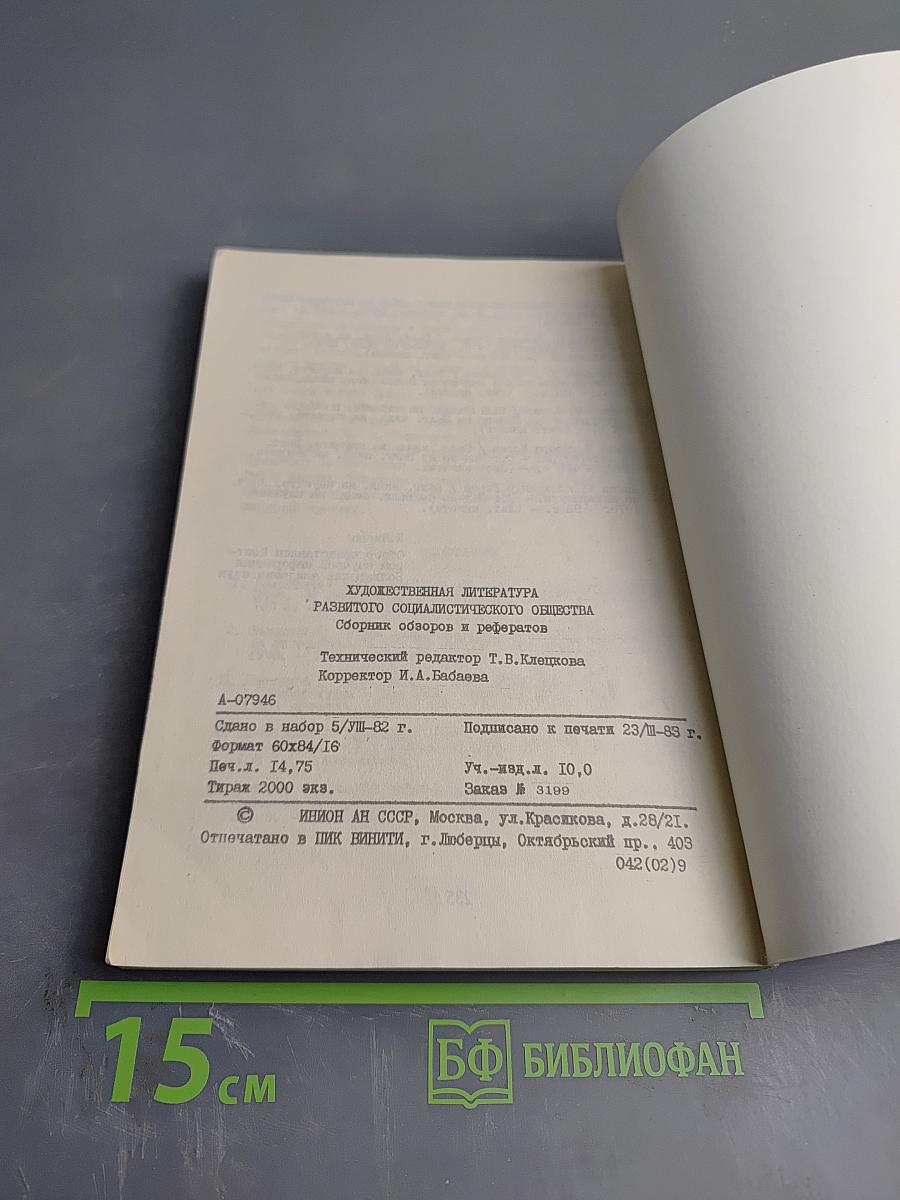 ХУДОЖЕСТВЕННАЯ ЛИТЕРАТУРА
РАЗВИТОГО СОЦИАЛИСТИЧЕСКОГО ОБЩЕСТВА
Сборник обзоров и рефератов
Технический редактор Т.В.Клецкова
Корректор И.А.Бабаева
А-07946
Сдано в набор 5/УШ-82 г. Подписано к печати 23/Ш-83 г.
Формат 60х84/I6
Печ.л. I4,75 Уч.-изд.л. I0,0
Тираж 2000 экз. Заказ № 3199
© ИНИОН АН СССР, Москва, ул.Красикова, д.28/2I.
Отпечатано в ПИК ВИНИТИ, г.Люберцы, Октябрьский пр., 403
042(02)9
235
15 см
БФ БИБЛИОФАН